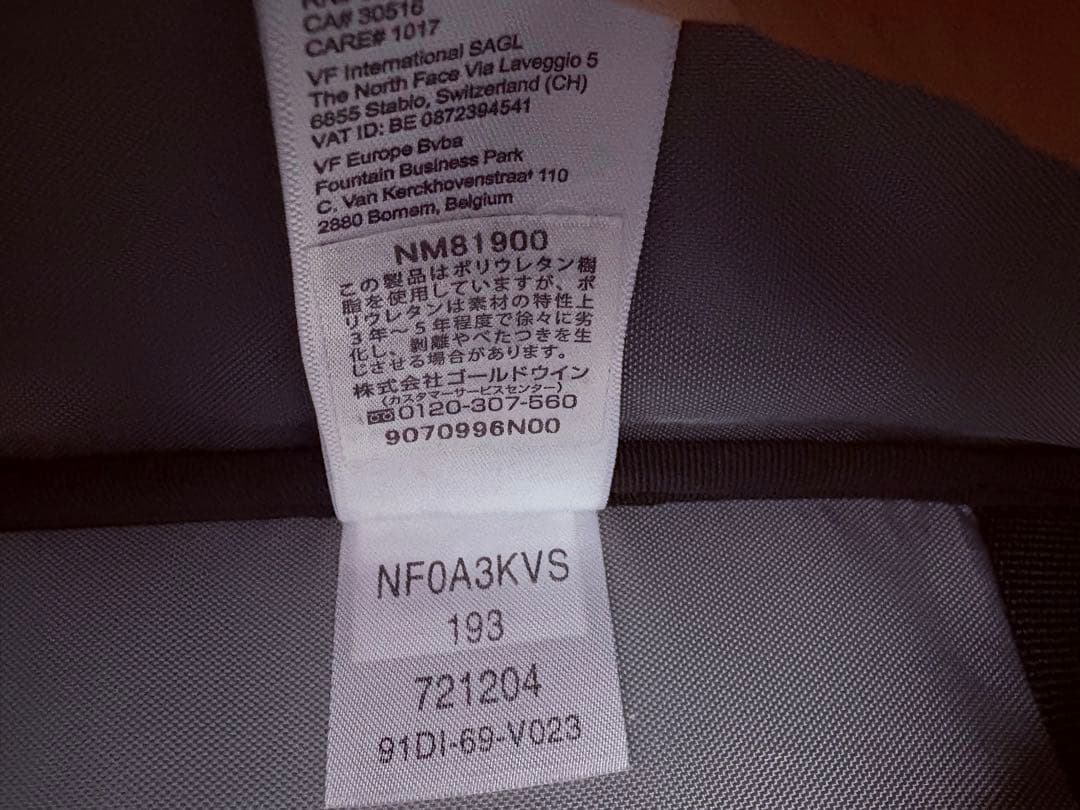 CA# 30516
CARE# 1017
VF International SAGL
The North Face Via Laveggio 5
6855 Stabio, Switzerland (CH)
VAT ID: BE 0872394541
VF Europe Bvba
Fountain Business Park
C. Van Kerckhovenstraat 110
2880 Bornem, Belgium
NM81900
この製品はポリウレタン樹
脂を使用していますが、ポ
リウレタンは素材の特性上
3年～5年程度で徐々に劣
化し、剥離やべたつきを生
じさせる場合があります。
株式会社ゴールドウイン
(カスタマーサービスセンター)
0120-307-560
9070996N00
NF0A3KVS
193
721204
91DI-69-V023